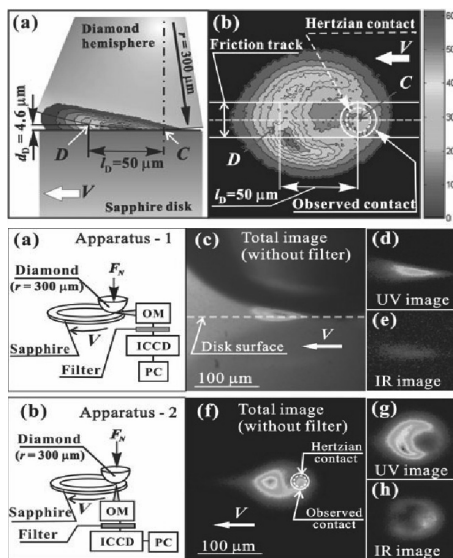 (a)
Diamond
hemisphere
r = 300 μm
d_D = 4.6 μm
D
l_D=50 μm
C
V
Sapphire disk
(b)
Hertzian contact
Friction track
V
C
D
l_D=50 μm
Observed contact
60
50
40
30
20
10
0
(a) Apparatus - 1
Diamond
(r = 300 μm)
F_N
OM
V
Sapphire
Filter
ICCD
PC
(c) Total image
(without filter)
Disk surface
V
100 μm
(d)
UV image
(e)
IR image
(b) Apparatus - 2
Diamond
(r = 300 μm)
F_N
V
OM
Sapphire
Filter
ICCD
PC
(f) Total image
(without filter)
Hertzian
contact
Observed
contact
V
100 μm
(g)
UV image
(h)
IR image